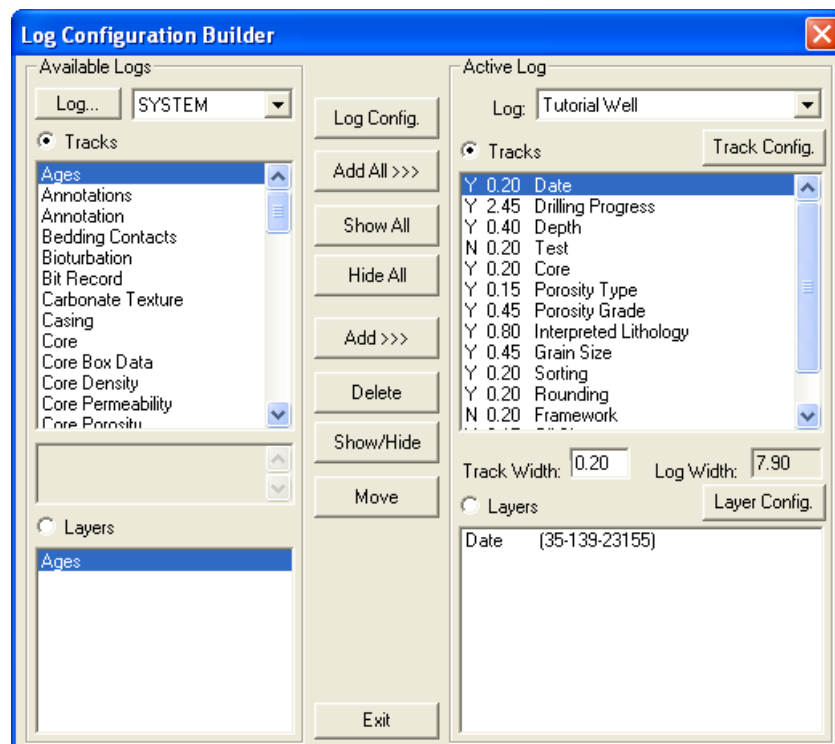 Log Configuration Builder
Available Logs
Log...
SYSTEM
Tracks
Ages
Annotations
Annotation
Bedding Contacts
Bioturbation
Bit Record
Carbonate Texture
Casing
Core
Core Box Data
Core Density
Core Permeability
Core Porosity
Layers
Ages
Log Config.
Add All >>>
Show All
Hide All
Add >>>
Delete
Show/Hide
Move
Exit
Active Log
Log: Tutorial Well
Tracks
Track Config.
Y 0.20 Date
Y 2.45 Drilling Progress
Y 0.40 Depth
N 0.20 Test
Y 0.20 Core
Y 0.15 Porosity Type
Y 0.45 Porosity Grade
Y 0.80 Interpreted Lithology
Y 0.45 Grain Size
Y 0.20 Sorting
Y 0.20 Rounding
N 0.20 Framework
Track Width: 0.20 Log Width: 7.90
Layers
Layer Config.
Date (35-139-23155)